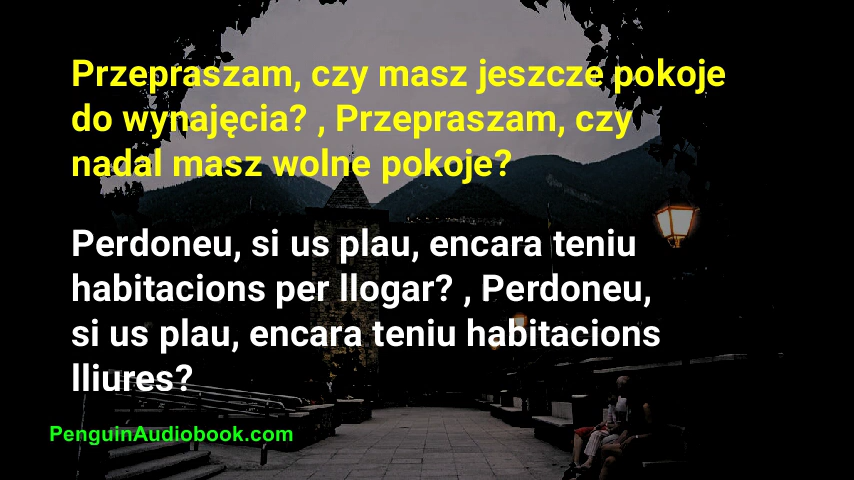 Przepraszam, czy masz jeszcze pokoje
do wynajęcia? , Przepraszam, czy
nadal masz wolne pokoje?
Perdoneu, si us plau, encara teniu
habitacions per llogar? , Perdoneu,
si us plau, encara teniu habitacions
lliures?
PenguinAudiobook.com